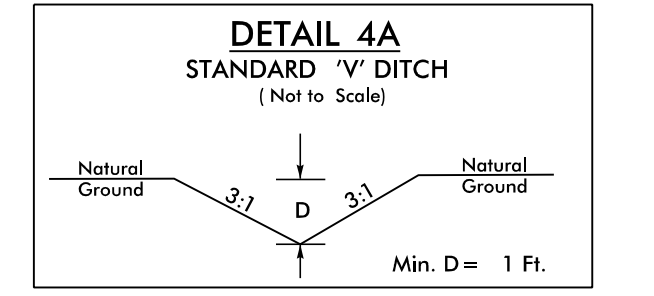 DETAIL 4A
STANDARD 'V' DITCH
( Not to Scale)
Natural
Ground
3:1
D
3:1
Natural
Ground
Min. D = 1 Ft.